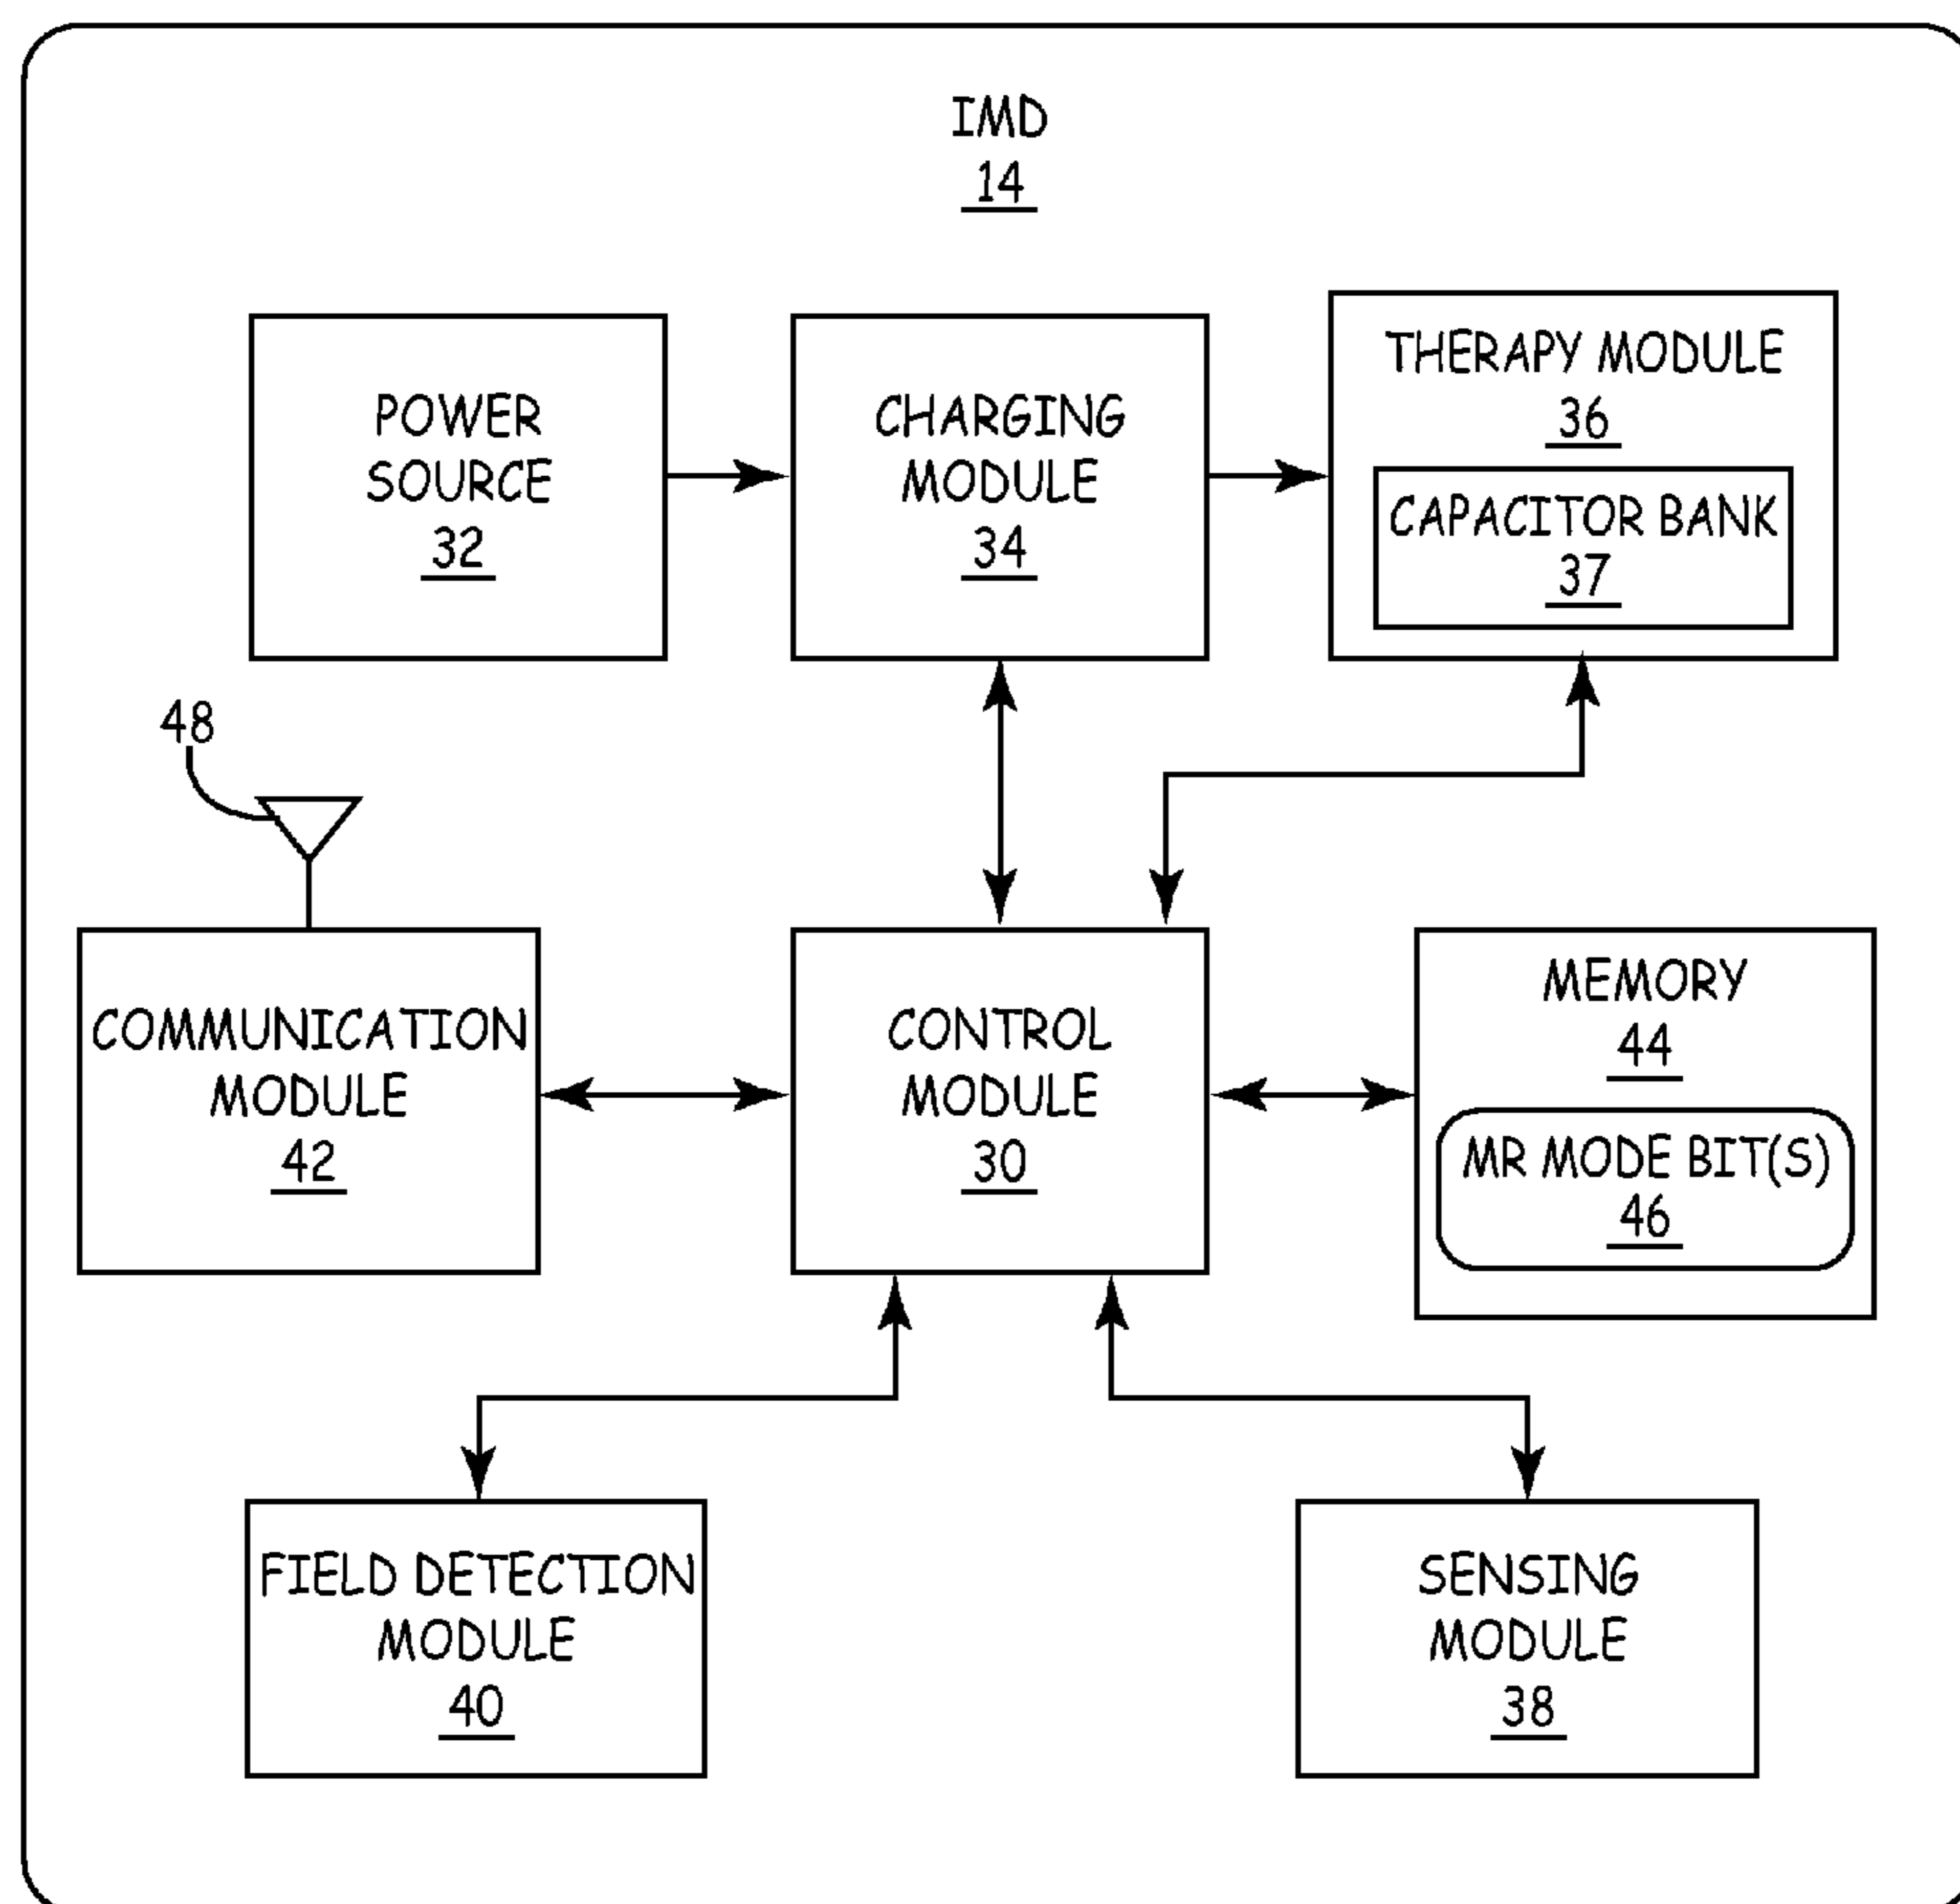 IMD
14
POWER
SOURCE
32
CHARGING
MODULE
34
THERAPY MODULE
36
CAPACITOR BANK
37
48
COMMUNICATION
MODULE
42
CONTROL
MODULE
30
MEMORY
44
MR MODE BIT(S)
46
FIELD DETECTION
MODULE
40
SENSING
MODULE
38